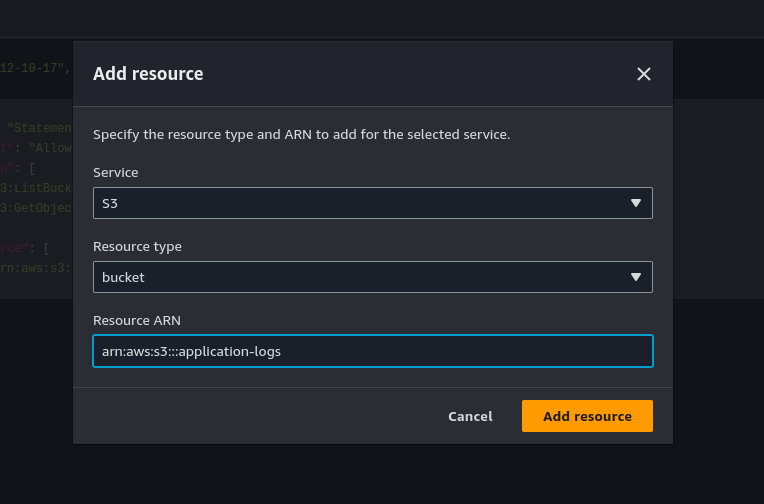 Add resource
12-10-17",
Specify the resource type and ARN to add for the selected service.
"Statemen
": "Allow
": [
3:ListBuck
3:GetObjec
rce": [
rn:aws:s3:
Service
S3
Resource type
bucket
Resource ARN
arn:aws:s3:::application-logs
Cancel
Add resource